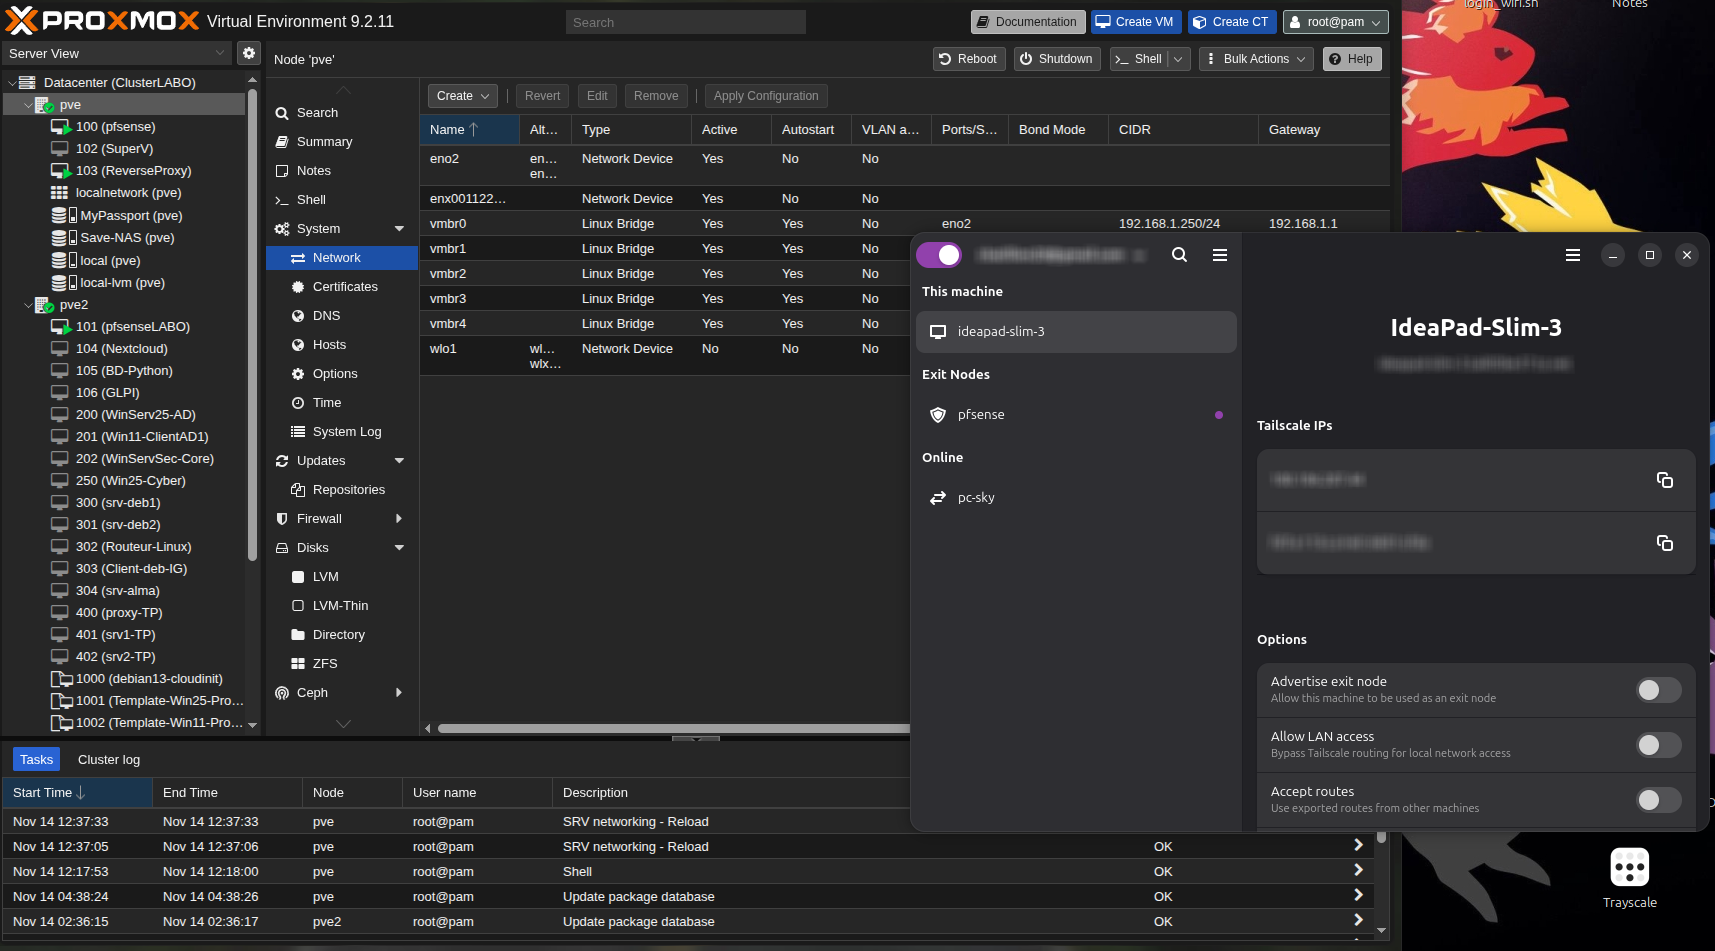 PROXMOX Virtual Environment 9.2.11
Search
Documentation
Create VM
Create CT
root@pam
login_wifi.sh
Notes
Server View
Datacenter (ClusterLABO)
pve
100 (pfsense)
102 (SuperV)
103 (ReverseProxy)
localnetwork (pve)
MyPassport (pve)
Save-NAS (pve)
local (pve)
local-lvm (pve)
pve2
101 (pfsenseLABO)
104 (Nextcloud)
105 (BD-Python)
106 (GLPI)
200 (WinServ25-AD)
201 (Win11-ClientAD1)
202 (WinServSec-Core)
250 (Win25-Cyber)
300 (srv-deb1)
301 (srv-deb2)
302 (Routeur-Linux)
303 (Client-deb-IG)
304 (srv-alma)
400 (proxy-TP)
401 (srv1-TP)
402 (srv2-TP)
1000 (debian13-cloudinit)
1001 (Template-Win25-Pro...
1002 (Template-Win11-Pro...
Node 'pve'
Reboot
Shutdown
Shell
Bulk Actions
Help
Search
Summary
Notes
Shell
System
Network
Certificates
DNS
Hosts
Options
Time
System Log
Updates
Repositories
Firewall
Disks
LVM
LVM-Thin
Directory
ZFS
Ceph
Create
Revert
Edit
Remove
Apply Configuration
Name Alt... Type Active Autostart VLAN a... Ports/S... Bond Mode CIDR Gateway
eno2 en... Network Device Yes No No
en...
enx001122... Network Device Yes No No
vmbr0 Linux Bridge Yes Yes No eno2 192.168.1.250/24 192.168.1.1
vmbr1 Linux Bridge Yes Yes No
vmbr2 Linux Bridge Yes Yes No
vmbr3 Linux Bridge Yes Yes No
vmbr4 Linux Bridge Yes Yes No
wlo1 wl... Network Device No No No
wlx...
This machine
ideapad-slim-3
Exit Nodes
pfsense
Online
pc-sky
IdeaPad-Slim-3
Tailscale IPs
Options
Advertise exit node
Allow this machine to be used as an exit node
Allow LAN access
Bypass Tailscale routing for local network access
Accept routes
Use exported routes from other machines
Tasks
Cluster log
Start Time End Time Node User name Description
Nov 14 12:37:33 Nov 14 12:37:33 pve root@pam SRV networking - Reload
Nov 14 12:37:05 Nov 14 12:37:06 pve root@pam SRV networking - Reload OK
Nov 14 12:17:53 Nov 14 12:18:00 pve root@pam Shell OK
Nov 14 04:38:24 Nov 14 04:38:26 pve root@pam Update package database OK
Nov 14 02:36:15 Nov 14 02:36:17 pve2 root@pam Update package database OK
Trayscale